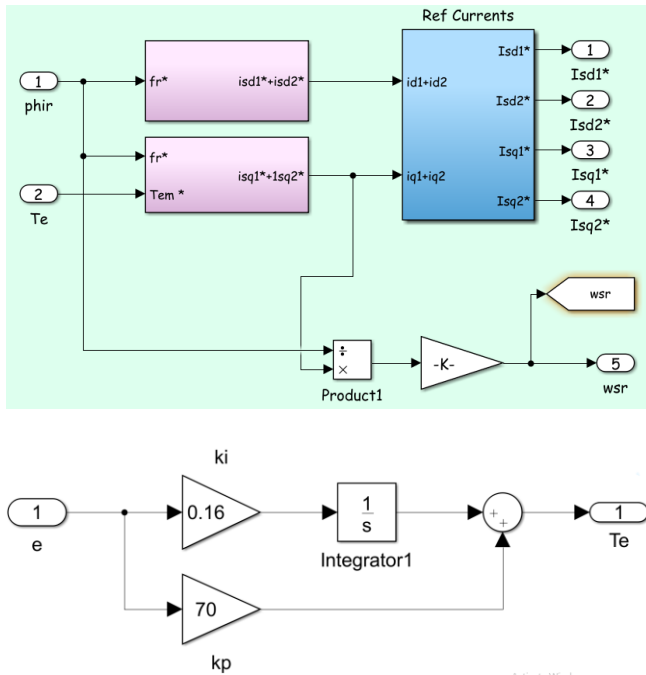 Ref Currents
1
phir
fr*
isd1*+isd2*
id1+id2
Isd1*
1
Isd1*
Isd2*
2
Isd2*
fr*
isq1*+1sq2*
Tem *
iq1+iq2
Isq1*
3
Isq1*
Isq2*
4
Isq2*
2
Te
wsr
÷
×
Product1
-K-
5
wsr
ki
1
e
0.16
1
s
Integrator1
+
+
1
Te
70
kp